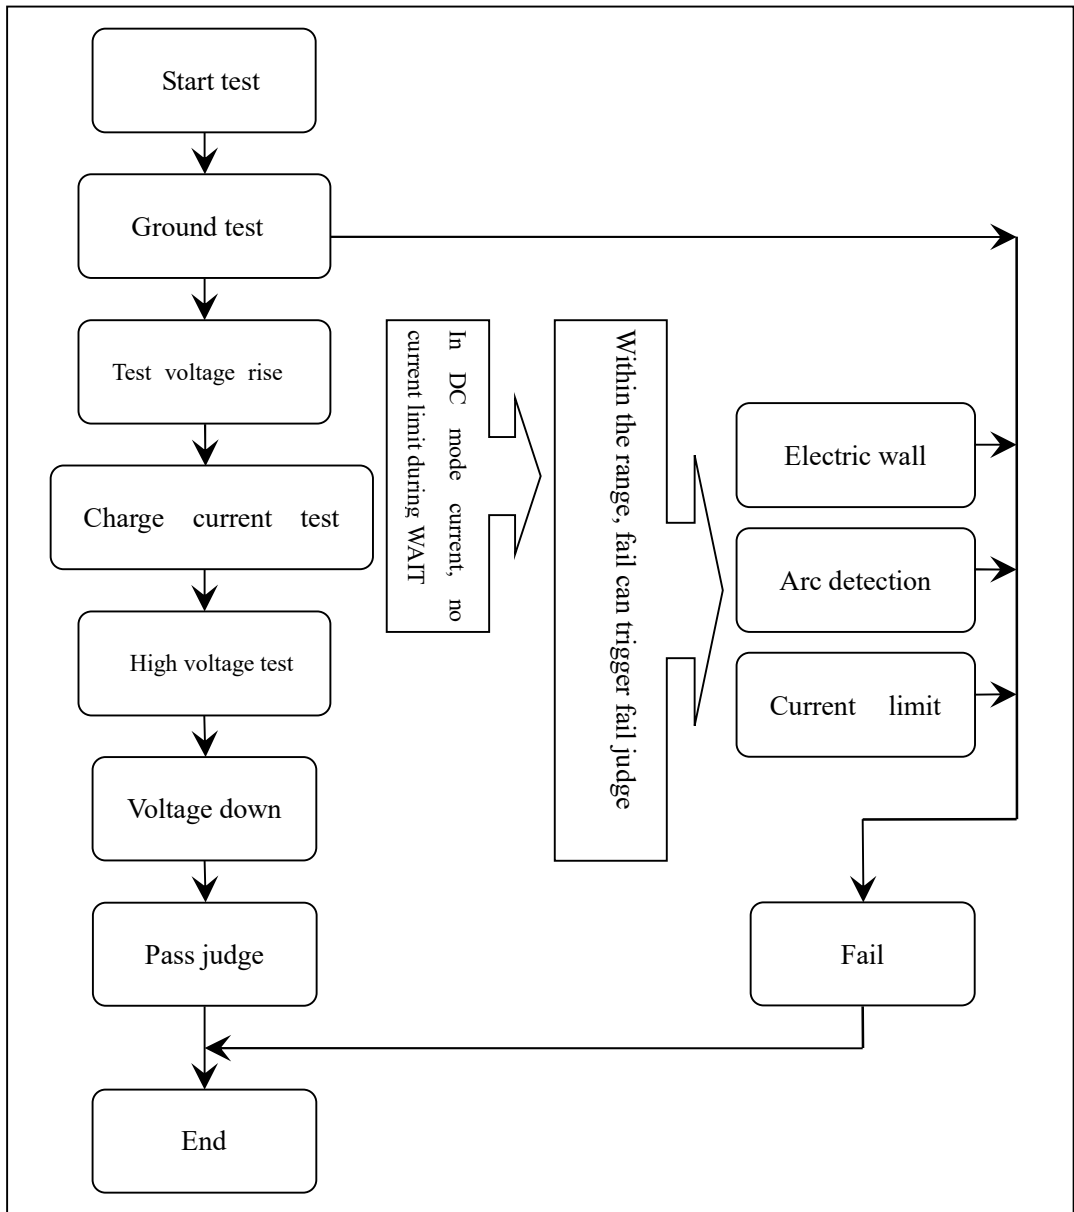 Start test
Ground test
Test voltage rise
Charge current test
High voltage test
Voltage down
Pass judge
End
In DC mode current, no
current limit during WAIT
Within the range, fail can trigger fail judge
Electric wall
Arc detection
Current limit
Fail